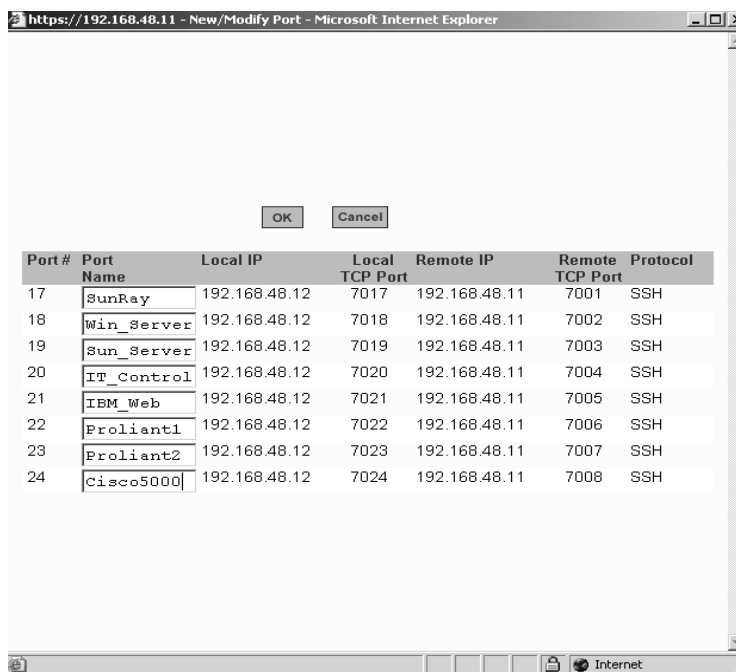 https://192.168.48.11 - New/Modify Port - Microsoft Internet Explorer
OK Cancel
Port # Port Name Local IP Local TCP Port Remote IP Remote TCP Port Protocol
17 SunRay 192.168.48.12 7017 192.168.48.11 7001 SSH
18 Win_Server 192.168.48.12 7018 192.168.48.11 7002 SSH
19 Sun_Server 192.168.48.12 7019 192.168.48.11 7003 SSH
20 IT_Control 192.168.48.12 7020 192.168.48.11 7004 SSH
21 IBM_Web 192.168.48.12 7021 192.168.48.11 7005 SSH
22 Proliant1 192.168.48.12 7022 192.168.48.11 7006 SSH
23 Proliant2 192.168.48.12 7023 192.168.48.11 7007 SSH
24 Cisco5000 192.168.48.12 7024 192.168.48.11 7008 SSH
Internet